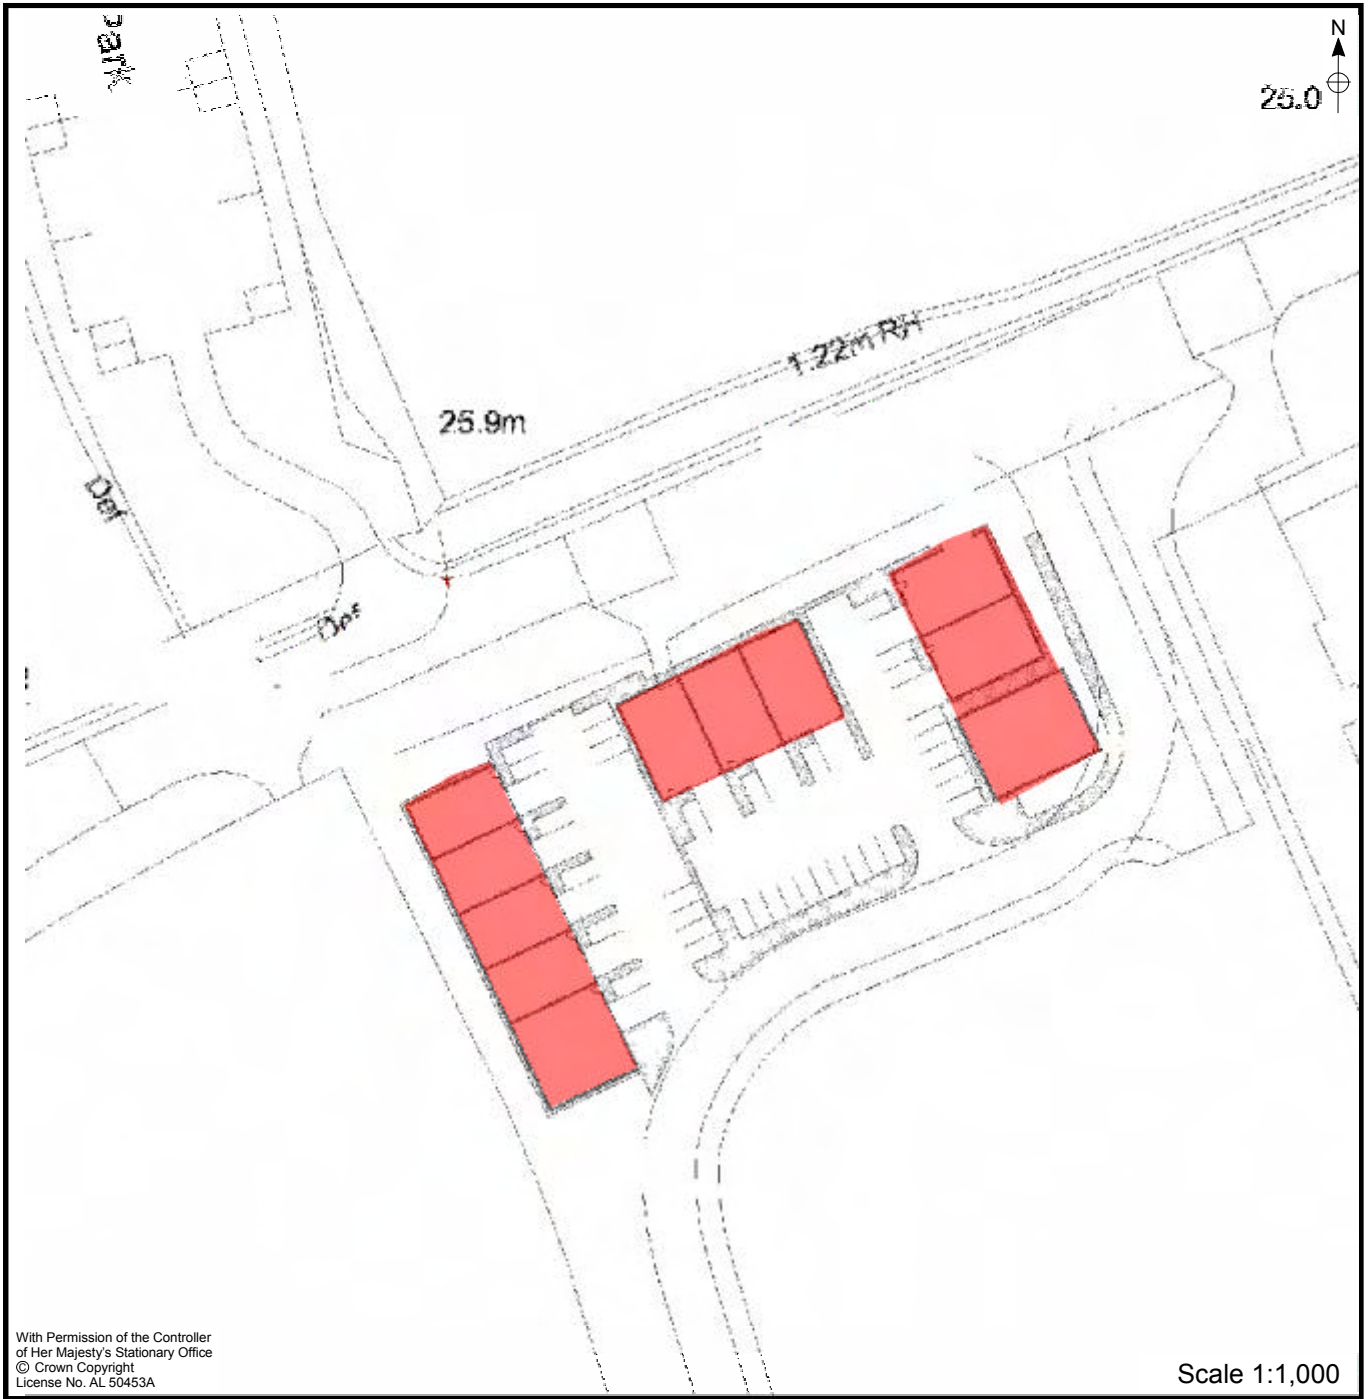 N
25.0
1.22m RH
25.9m
Def
Def
With Permission of the Controller
of Her Majesty's Stationary Office
© Crown Copyright
License No. AL 50453A
Scale 1:1,000